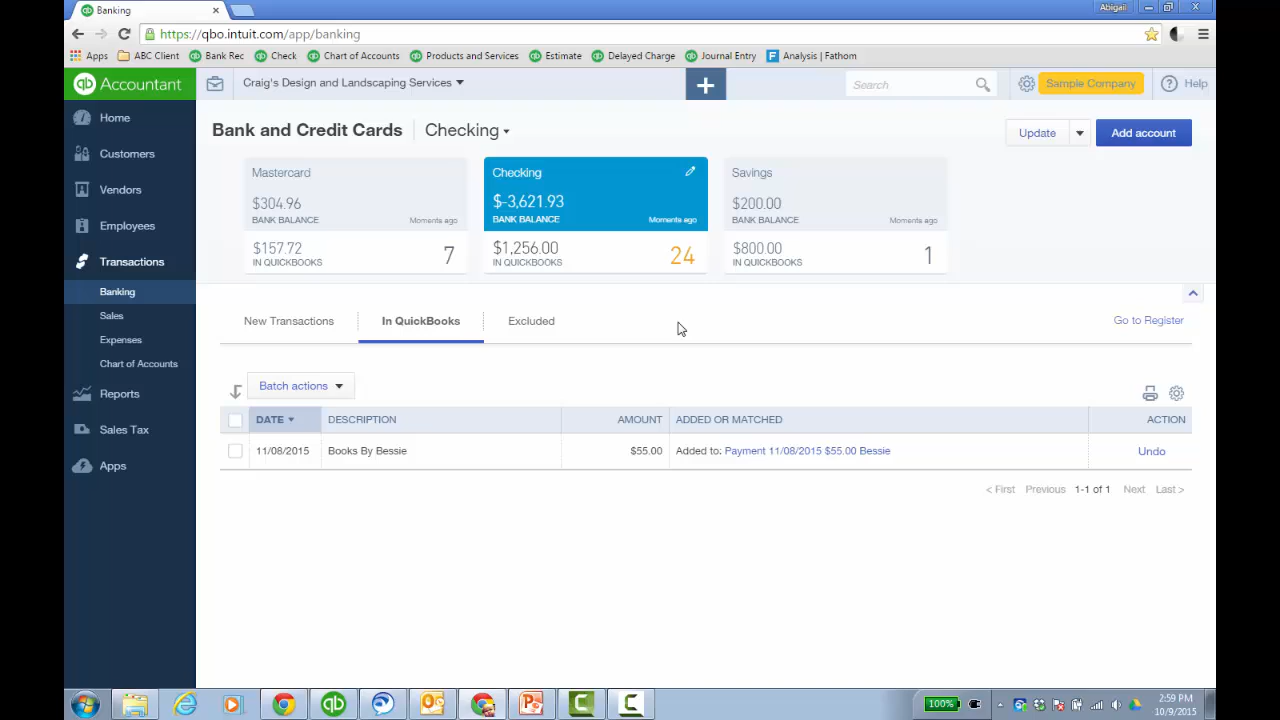 Banking
Abigail
https://qbo.intuit.com/app/banking
Apps ABC Client Bank Rec Check Chart of Accounts Products and Services Estimate Delayed Charge Journal Entry Analysis | Fathom
qb Accountant
Craig's Design and Landscaping Services
+
Search
Sample Company
? Help
Home
Customers
Vendors
Employees
Transactions
Banking
Sales
Expenses
Chart of Accounts
Reports
Sales Tax
Apps
Bank and Credit Cards Checking
Update
Add account
Mastercard
$304.96
BANK BALANCE Moments ago
$157.72
IN QUICKBOOKS
7
Checking
$-3,621.93
BANK BALANCE Moments ago
$1,256.00
IN QUICKBOOKS
24
Savings
$200.00
BANK BALANCE Moments ago
$800.00
IN QUICKBOOKS
1
New Transactions In QuickBooks Excluded
Go to Register
Batch actions
DATE DESCRIPTION AMOUNT ADDED OR MATCHED ACTION
11/08/2015 Books By Bessie $55.00 Added to: Payment 11/08/2015 $55.00 Bessie Undo
< First Previous 1-1 of 1 Next Last >
100%
2:59 PM
10/9/2015